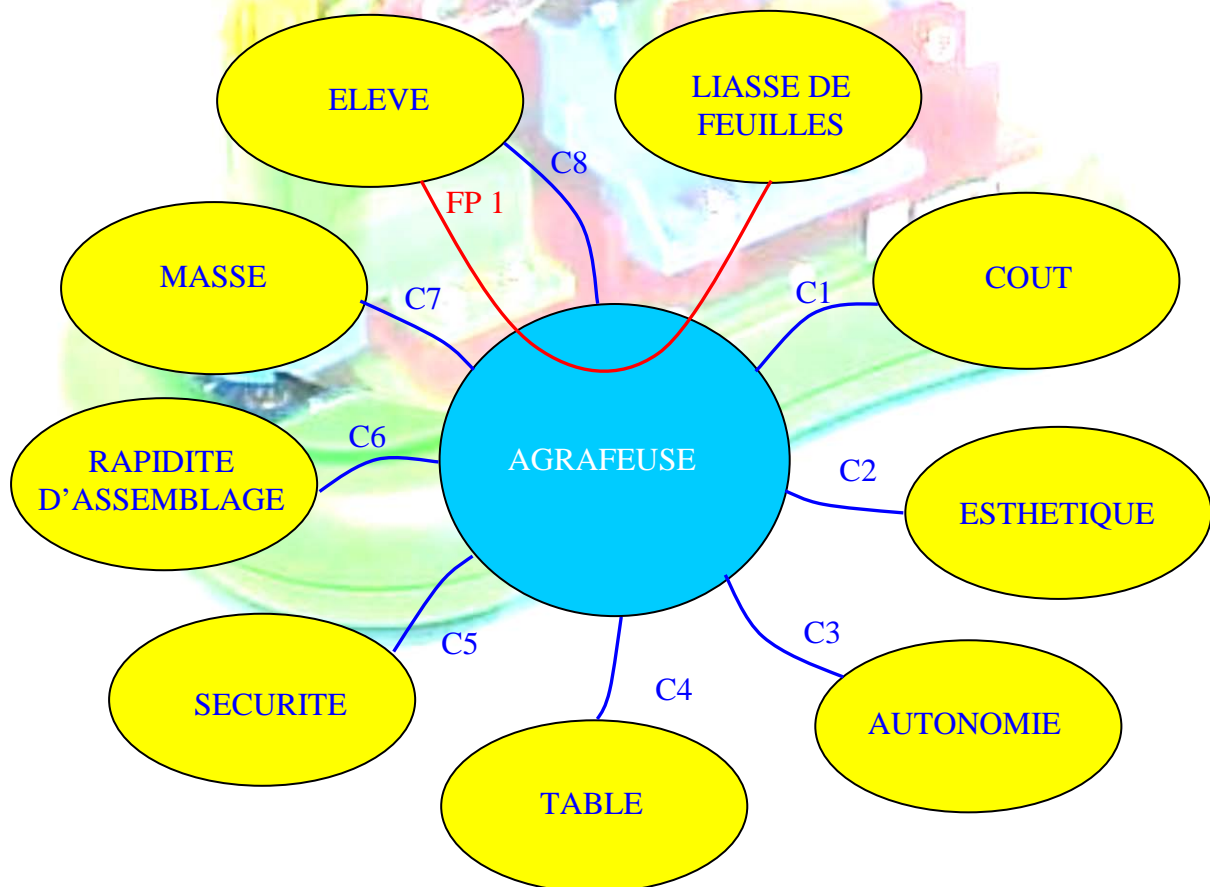 ELEVE
LIASSE DE
FEUILLES
C8
FP 1
MASSE
COUT
C7
C1
C6
RAPIDITE
D'ASSEMBLAGE
AGRAFEUSE
C2
ESTHETIQUE
C5
C3
SECURITE
C4
AUTONOMIE
TABLE